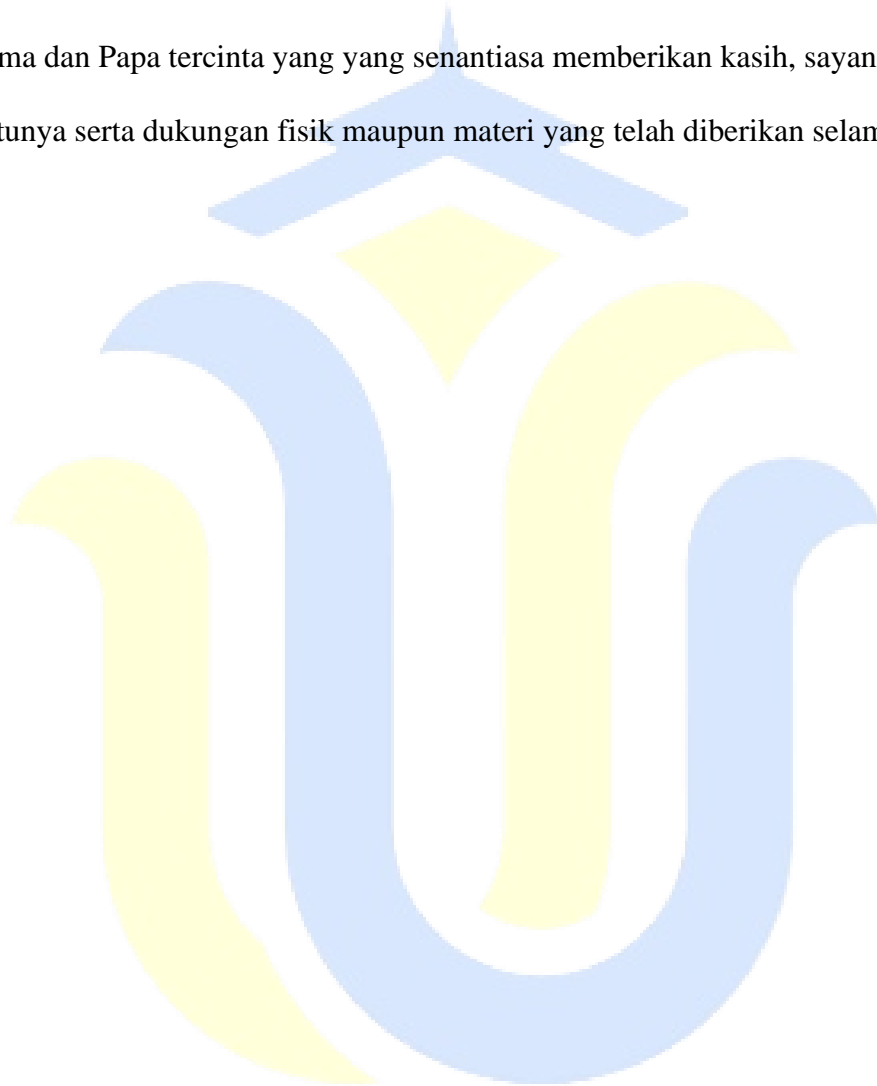 ma dan Papa tercinta yang yang senantiasa memberikan kasih, sayan
tunya serta dukungan fisik maupun materi yang telah diberikan selam